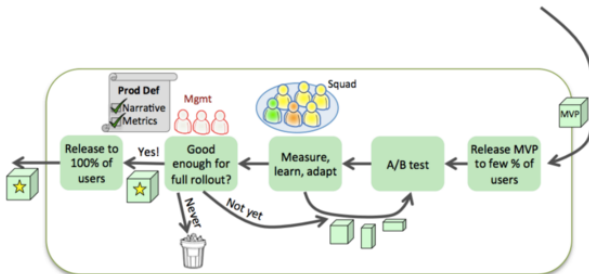 Prod Def
Narrative
Metrics
Mgmt
Squad
MVP
Release to
100% of
users
Yes!
Good
enough for
full rollout?
Measure,
learn, adapt
A/B test
Release MVP
to few % of
users
Never
Not yet